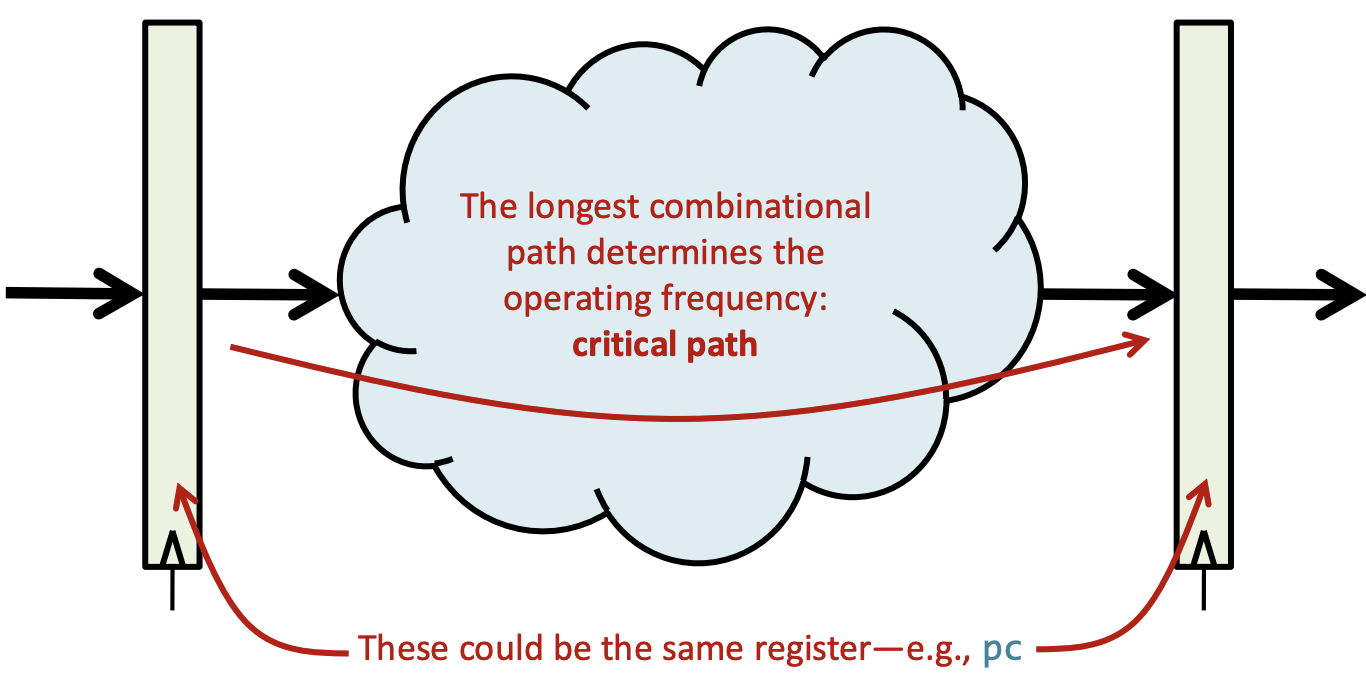 The longest combinational
path determines the
operating frequency:
critical path
These could be the same register—e.g., pc